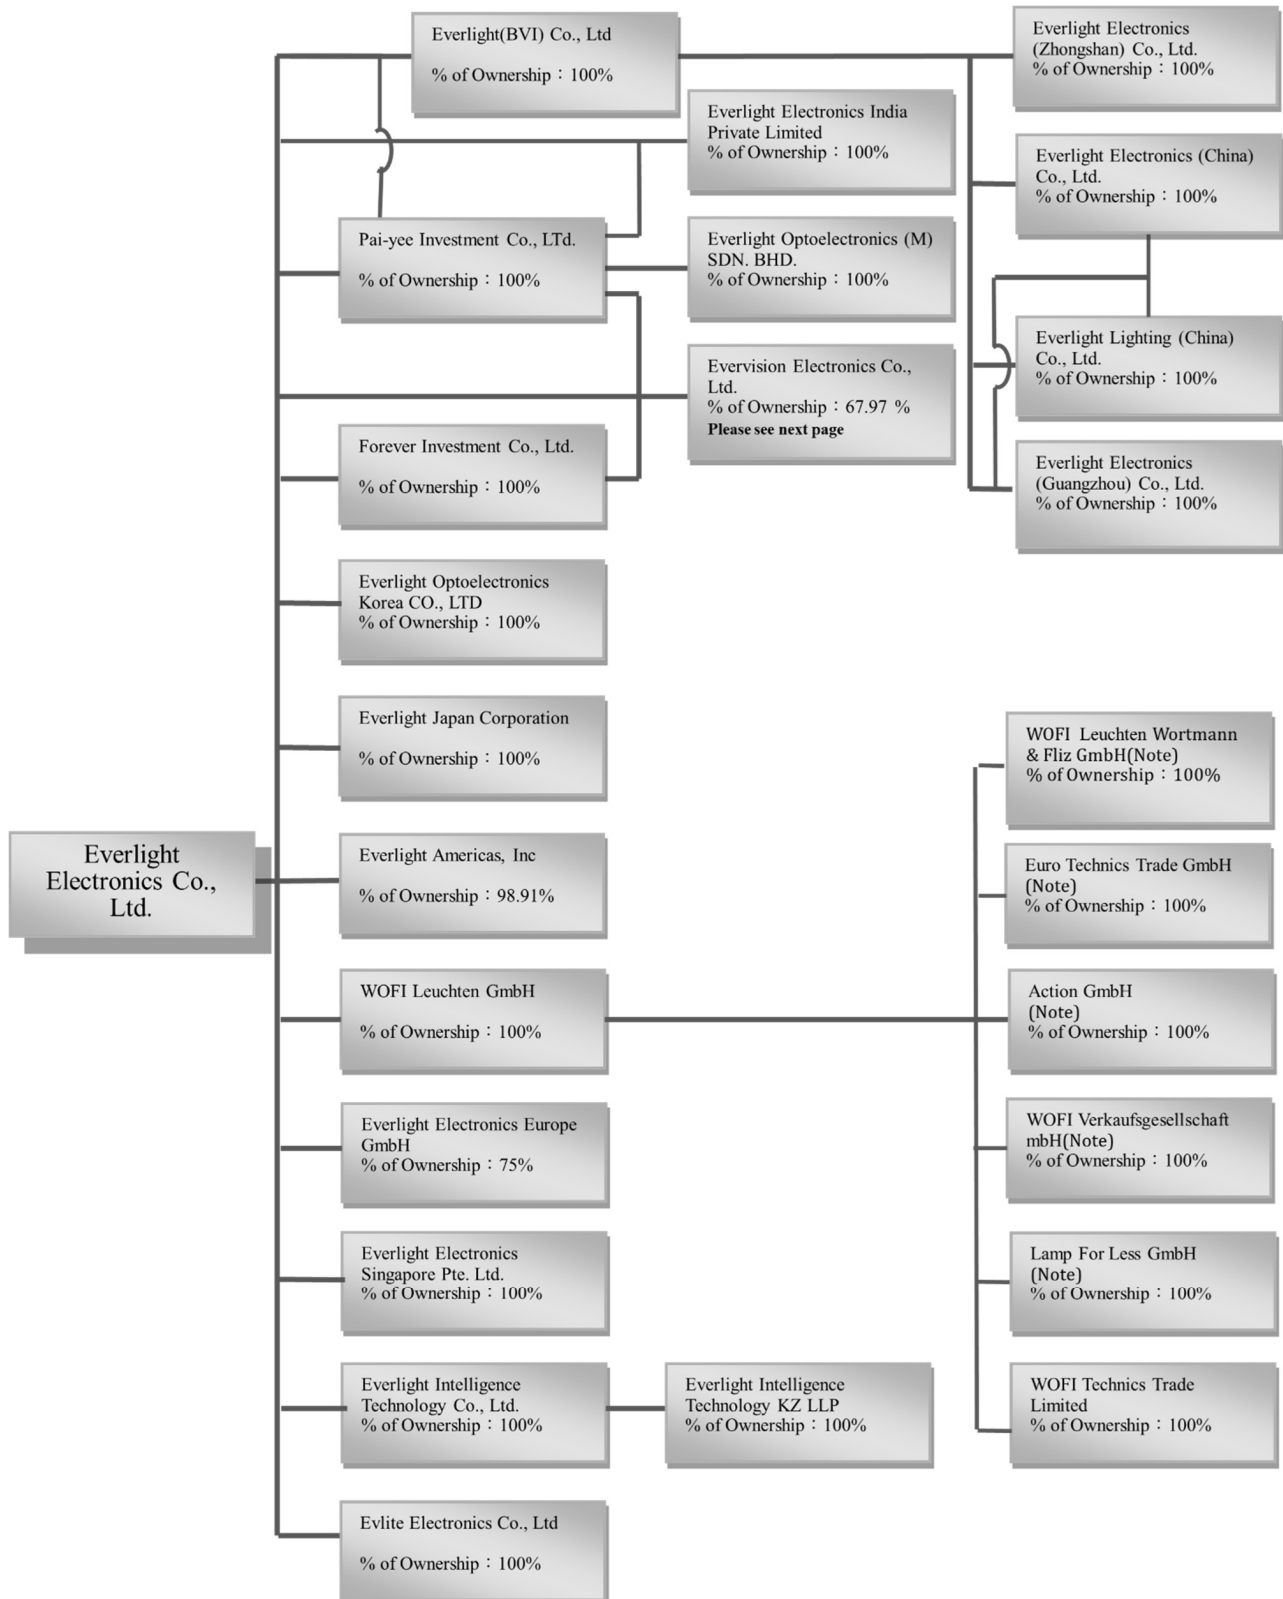 Everlight(BVI) Co., Ltd
% of Ownership：100%
Everlight Electronics
(Zhongshan) Co., Ltd.
% of Ownership：100%
Everlight Electronics India
Private Limited
% of Ownership：100%
Everlight Electronics (China)
Co., Ltd.
% of Ownership：100%
Pai-yee Investment Co., LTd.
% of Ownership：100%
Everlight Optoelectronics (M)
SDN. BHD.
% of Ownership：100%
Everlight Lighting (China)
Co., Ltd.
% of Ownership：100%
Evervision Electronics Co.,
Ltd.
% of Ownership：67.97 %
Please see next page
Forever Investment Co., Ltd.
% of Ownership：100%
Everlight Electronics
(Guangzhou) Co., Ltd.
% of Ownership：100%
Everlight Optoelectronics
Korea CO., LTD
% of Ownership：100%
Everlight Japan Corporation
% of Ownership：100%
WOFI Leuchten Wortmann
& Fliz GmbH(Note)
% of Ownership：100%
Everlight
Electronics Co.,
Ltd.
Everlight Americas, Inc
% of Ownership：98.91%
Euro Technics Trade GmbH
(Note)
% of Ownership：100%
WOFI Leuchten GmbH
% of Ownership：100%
Action GmbH
(Note)
% of Ownership：100%
Everlight Electronics Europe
GmbH
% of Ownership：75%
WOFI Verkaufsgesellschaft
mbH(Note)
% of Ownership：100%
Everlight Electronics
Singapore Pte. Ltd.
% of Ownership：100%
Lamp For Less GmbH
(Note)
% of Ownership：100%
Everlight Intelligence
Technology Co., Ltd.
% of Ownership：100%
Everlight Intelligence
Technology KZ LLP
% of Ownership：100%
WOFI Technics Trade
Limited
% of Ownership：100%
Evlite Electronics Co., Ltd
% of Ownership：100%